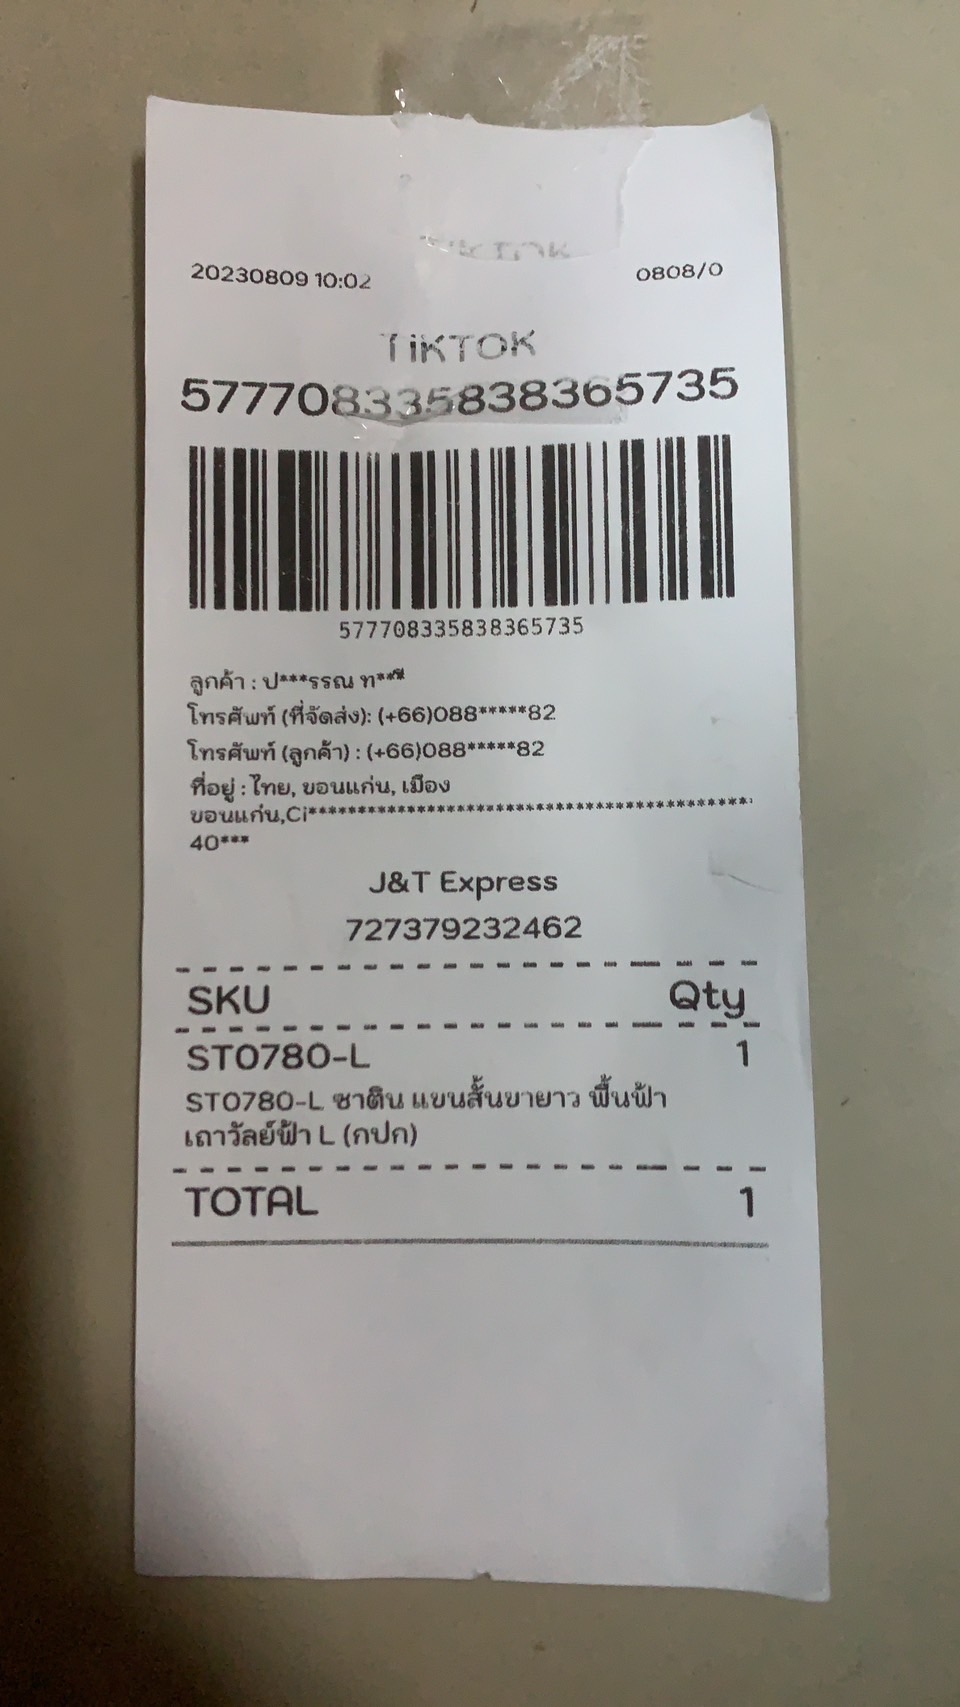 TiKTOK
20230809 10:02 0808/0
TiKTOK
577708335838365735
577708335838365735
ลูกค้า : ป***รรณ ท***
โทรศัพท์ (ที่จัดส่ง): (+66)088*****82
โทรศัพท์ (ลูกค้า) : (+66)088*****82
ที่อยู่ : ไทย, ขอนแก่น, เมือง
ขอนแก่น,Ci********************************************
40***
J&T Express
727379232462
SKU Qty
ST0780-L 1
ST0780-L ซาติน แขนสั้นขายาว พื้นฟ้า
เถาวัลย์ฟ้า L (กปก)
TOTAL 1